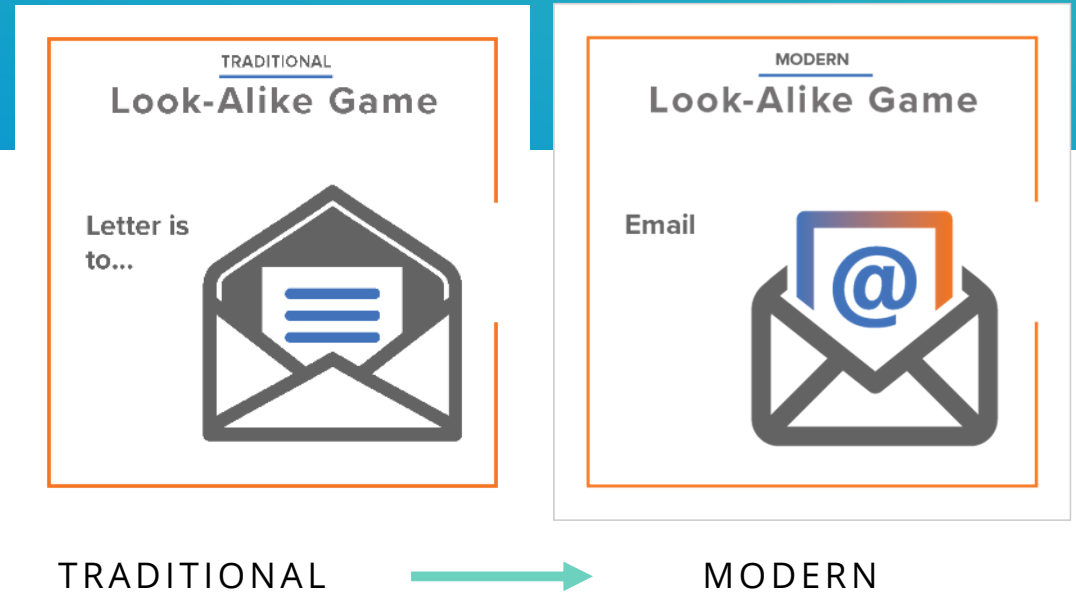 TRADITIONAL
Look-Alike Game
Letter is
to...
MODERN
Look-Alike Game
Email
@
TRADITIONAL
MODERN